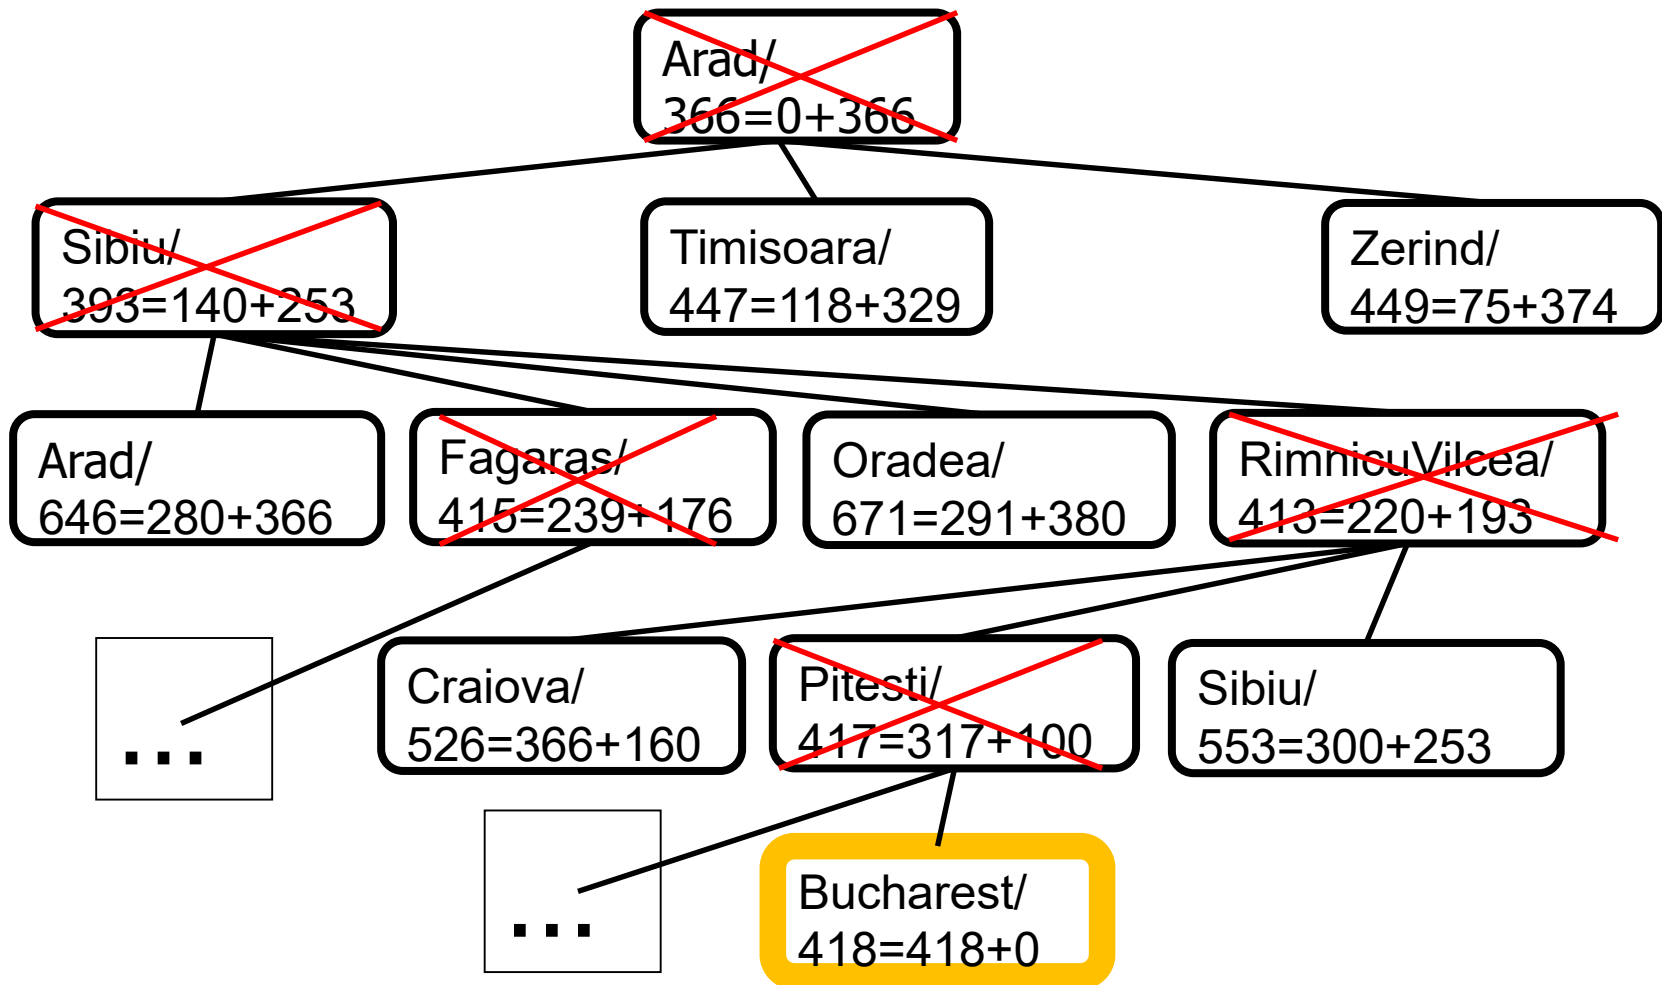 Arad/
366=0+366
Sibiu/
393=140+253
Timisoara/
447=118+329
Zerind/
449=75+374
Arad/
646=280+366
Fagaras/
415=239+176
Oradea/
671=291+380
RimnicuVilcea/
413=220+193
...
Craiova/
526=366+160
Pitesti/
417=317+100
Sibiu/
553=300+253
...
Bucharest/
418=418+0